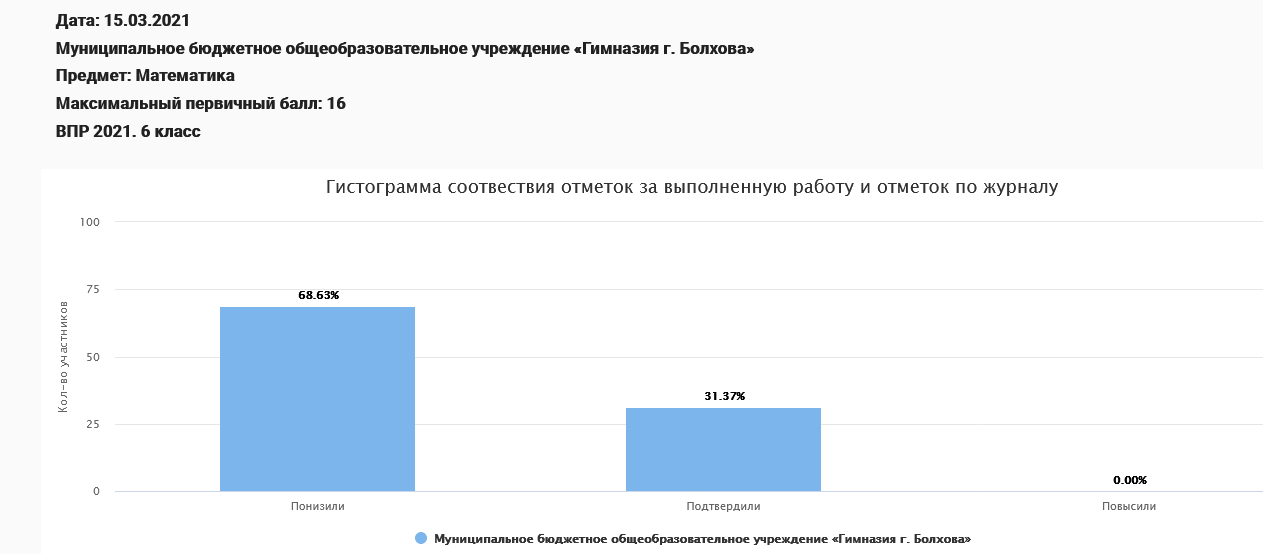 Дата: 15.03.2021
Муниципальное бюджетное общеобразовательное учреждение «Гимназия г. Болхова»
Предмет: Математика
Максимальный первичный балл: 16
ВПР 2021. 6 класс
Гистограмма соотвествия отметок за выполненную работу и отметок по журналу
Кол-во участников
100
75
50
25
0
68.63%
31.37%
0.00%
Понизили
Подтвердили
Повысили
Муниципальное бюджетное общеобразовательное учреждение «Гимназия г. Болхова»